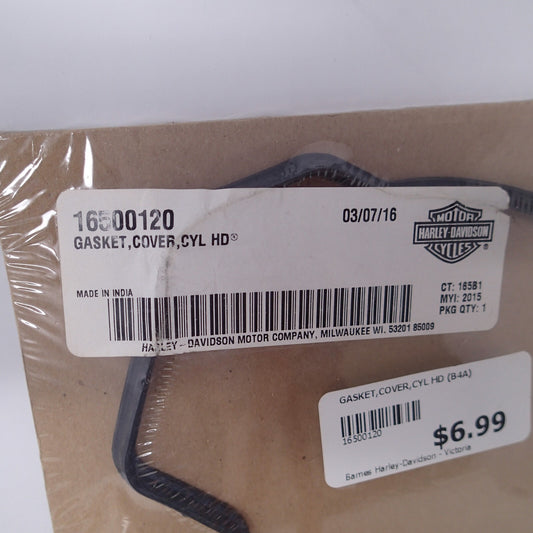 16500120
03/07/16
GASKET,COVER,CYL HD®
MOTOR
HARLEY-DAVIDSON
CYCLES
MADE IN INDIA
CT: 165B1
MYI: 2015
PKG QTY: 1
HARLEY - DAVIDSON MOTOR COMPANY, MILWAUKEE WI. 53201 85009
GASKET,COVER,CYL HD (B4A)
16500120
$6.99
Barnes Harley-Davidson - Victoria